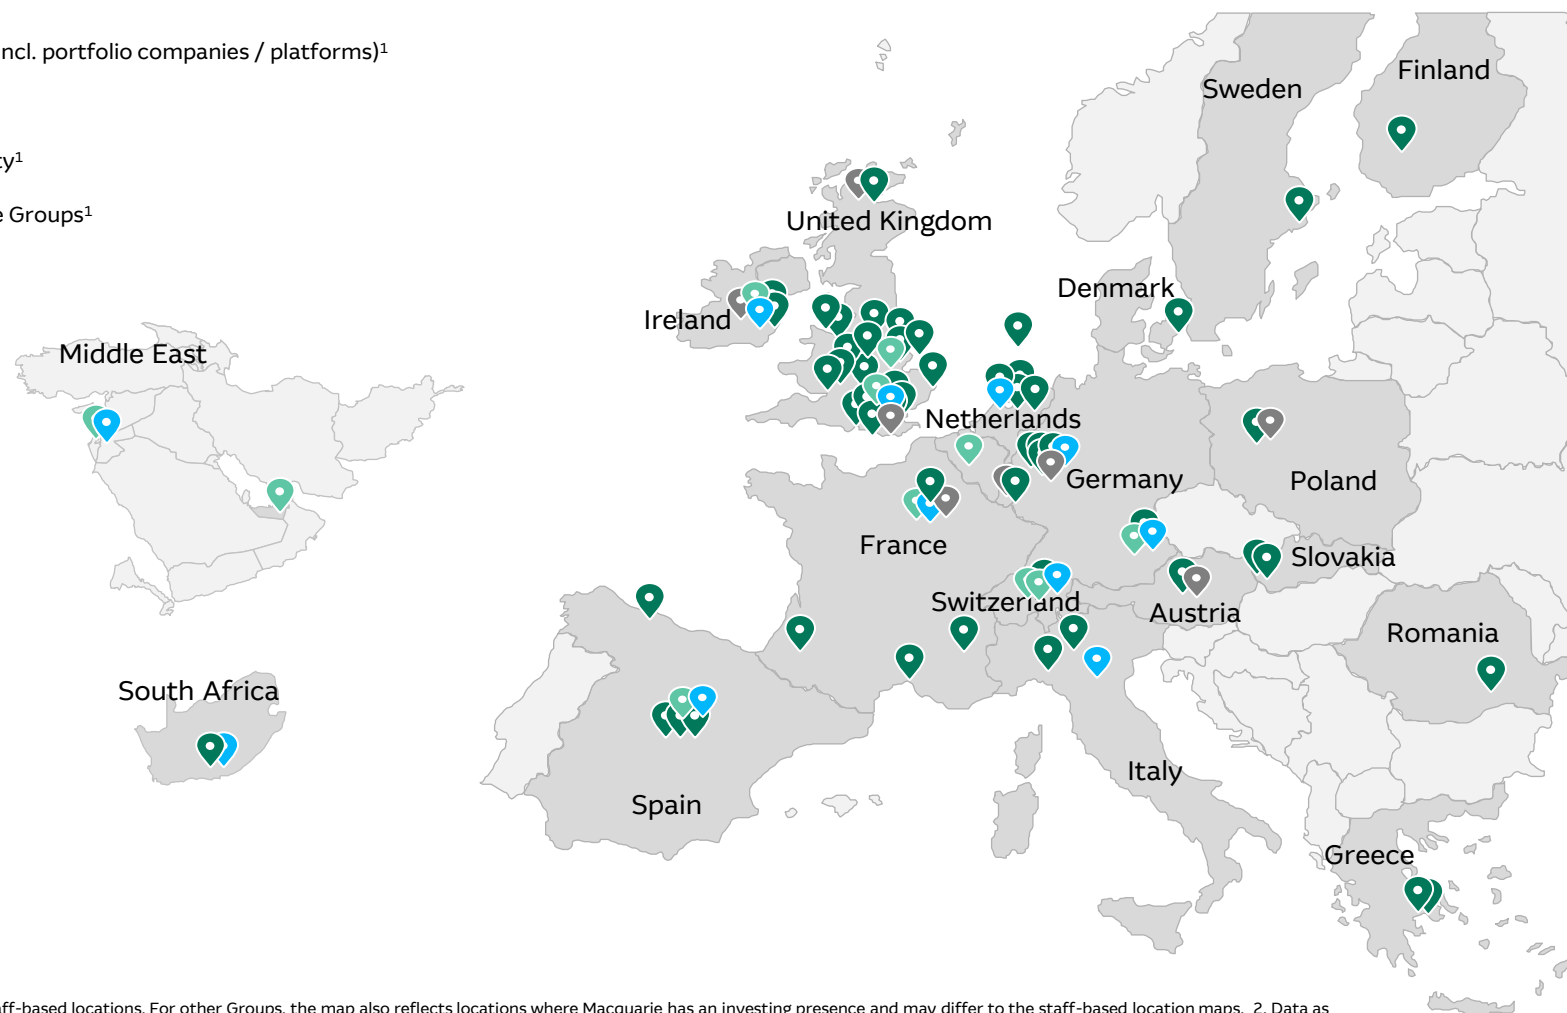 ncl. portfolio companies / platforms)¹
ty¹
e Groups¹
Sweden
Finland
United Kingdom
Denmark
Ireland
Middle East
Netherlands
Germany
Poland
France
Slovakia
Switzerland
Austria
Romania
South Africa
Italy
Spain
Greece
aff-based locations. For other Groups, the map also reflects locations where Macquarie has an investing presence and may differ to the staff-based location maps. 2. Data as